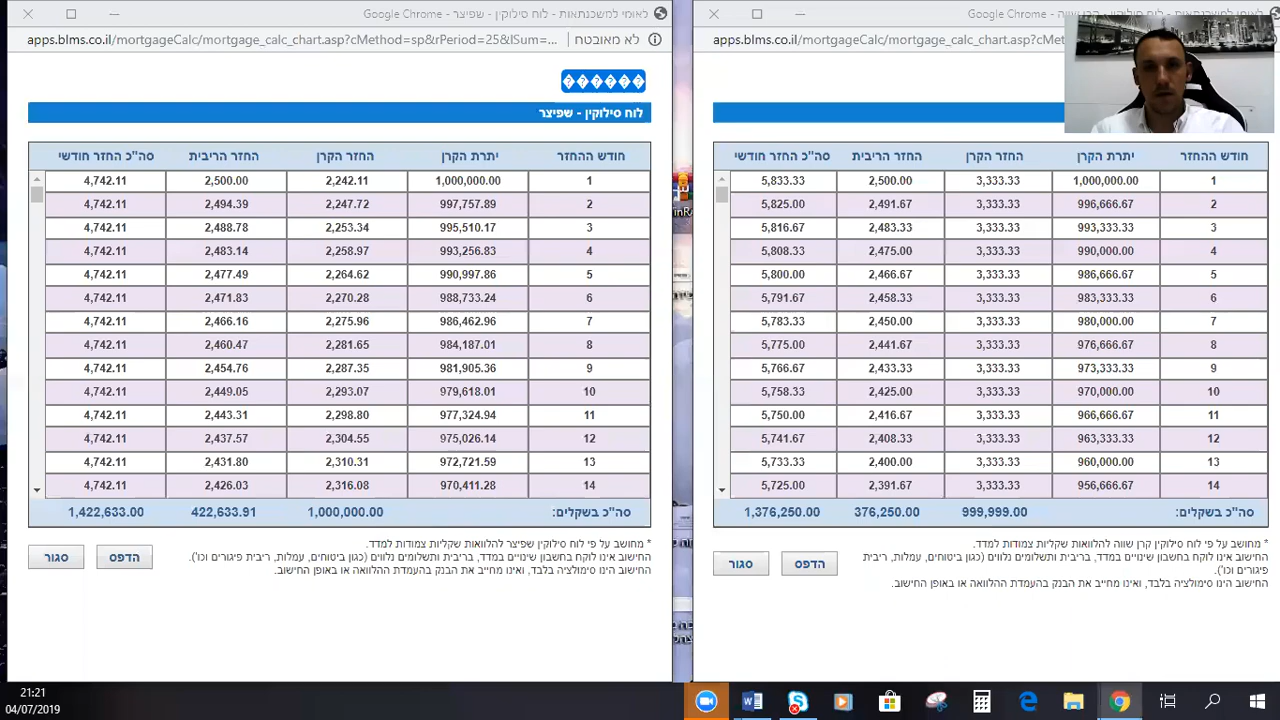 לאומי למשכנתאות - לוח סילוקין - שפיצר - Google Chrome
apps.blms.co.il/mortgageCalc/mortgage_calc_chart.asp?cMethod=sp&rPeriod=25&lSum=... לא מאובטח
������
לוח סילוקין - שפיצר
חודש ההחזר יתרת הקרן החזר הקרן החזר הריבית סה"כ החזר חודשי
1 1,000,000.00 2,242.11 2,500.00 4,742.11
2 997,757.89 2,247.72 2,494.39 4,742.11
3 995,510.17 2,253.34 2,488.78 4,742.11
4 993,256.83 2,258.97 2,483.14 4,742.11
5 990,997.86 2,264.62 2,477.49 4,742.11
6 988,733.24 2,270.28 2,471.83 4,742.11
7 986,462.96 2,275.96 2,466.16 4,742.11
8 984,187.01 2,281.65 2,460.47 4,742.11
9 981,905.36 2,287.35 2,454.76 4,742.11
10 979,618.01 2,293.07 2,449.05 4,742.11
11 977,324.94 2,298.80 2,443.31 4,742.11
12 975,026.14 2,304.55 2,437.57 4,742.11
13 972,721.59 2,310.31 2,431.80 4,742.11
14 970,411.28 2,316.08 2,426.03 4,742.11
סה"כ בשקלים: 1,000,000.00 422,633.91 1,422,633.00
* מחושב על פי לוח סילוקין שפיצר להלוואות שקליות צמודות למדד.
החישוב אינו לוקח בחשבון שינויים במדד, בריבית ותשלומים נלווים (כגון ביטוחים, עמלות, ריבית פיגורים וכו').
החישוב הינו סימולציה בלבד, ואינו מחייב את הבנק בהעמדת ההלוואה או באופן החישוב.
הדפס
סגור
לאומי למשכנתאות - לוח סילוקין - קרן שווה - Google Chrome
apps.blms.co.il/mortgageCalc/mortgage_calc_chart.asp?cMet
חודש ההחזר יתרת הקרן החזר הקרן החזר הריבית סה"כ החזר חודשי
1 1,000,000.00 3,333.33 2,500.00 5,833.33
2 996,666.67 3,333.33 2,491.67 5,825.00
3 993,333.33 3,333.33 2,483.33 5,816.67
4 990,000.00 3,333.33 2,475.00 5,808.33
5 986,666.67 3,333.33 2,466.67 5,800.00
6 983,333.33 3,333.33 2,458.33 5,791.67
7 980,000.00 3,333.33 2,450.00 5,783.33
8 976,666.67 3,333.33 2,441.67 5,775.00
9 973,333.33 3,333.33 2,433.33 5,766.67
10 970,000.00 3,333.33 2,425.00 5,758.33
11 966,666.67 3,333.33 2,416.67 5,750.00
12 963,333.33 3,333.33 2,408.33 5,741.67
13 960,000.00 3,333.33 2,400.00 5,733.33
14 956,666.67 3,333.33 2,391.67 5,725.00
סה"כ בשקלים: 999,999.00 376,250.00 1,376,250.00
* מחושב על פי לוח סילוקין קרן שווה להלוואות שקליות צמודות למדד.
החישוב אינו לוקח בחשבון שינויים במדד, בריבית ותשלומים נלווים (כגון ביטוחים, עמלות, ריבית
פיגורים וכו').
החישוב הינו סימולציה בלבד, ואינו מחייב את הבנק בהעמדת ההלוואה או באופן החישוב.
הדפס
סגור
21:21
04/07/2019